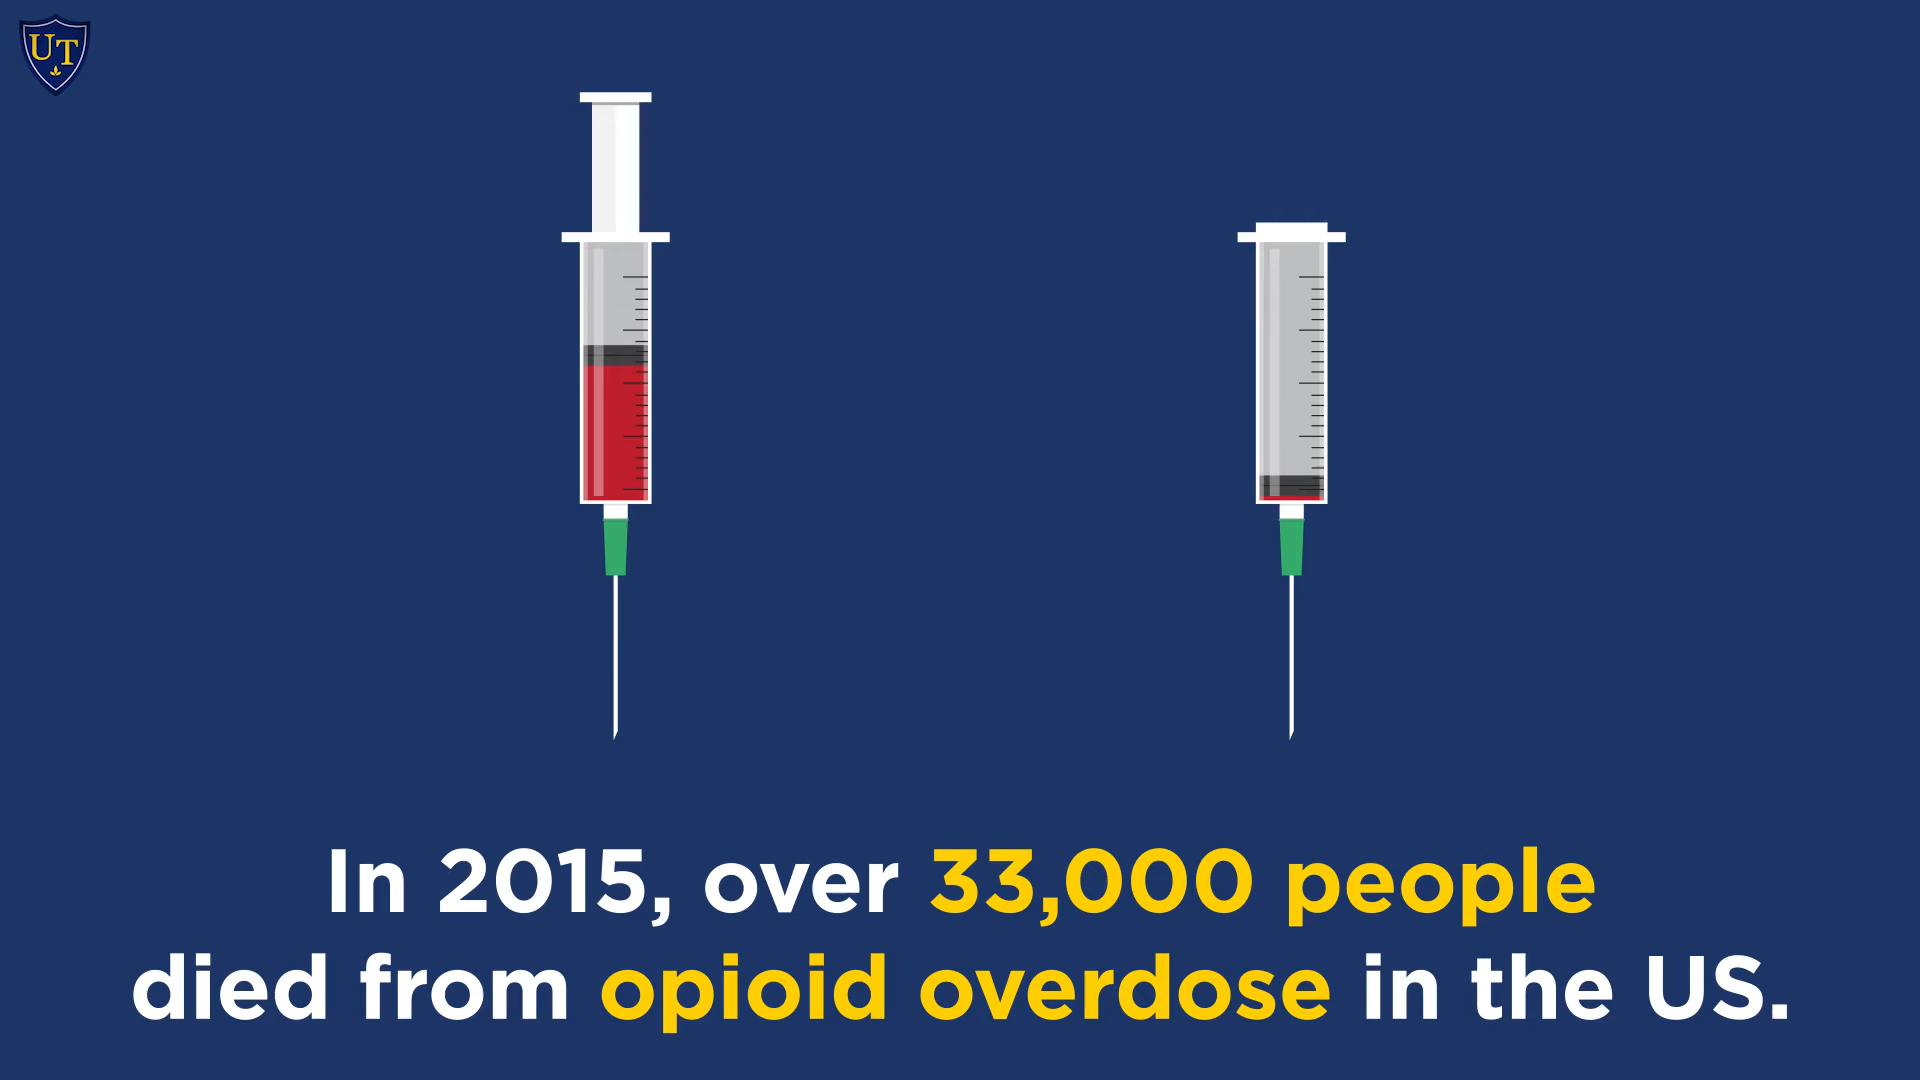 UT
In 2015, over 33,000 people
died from opioid overdose in the US.